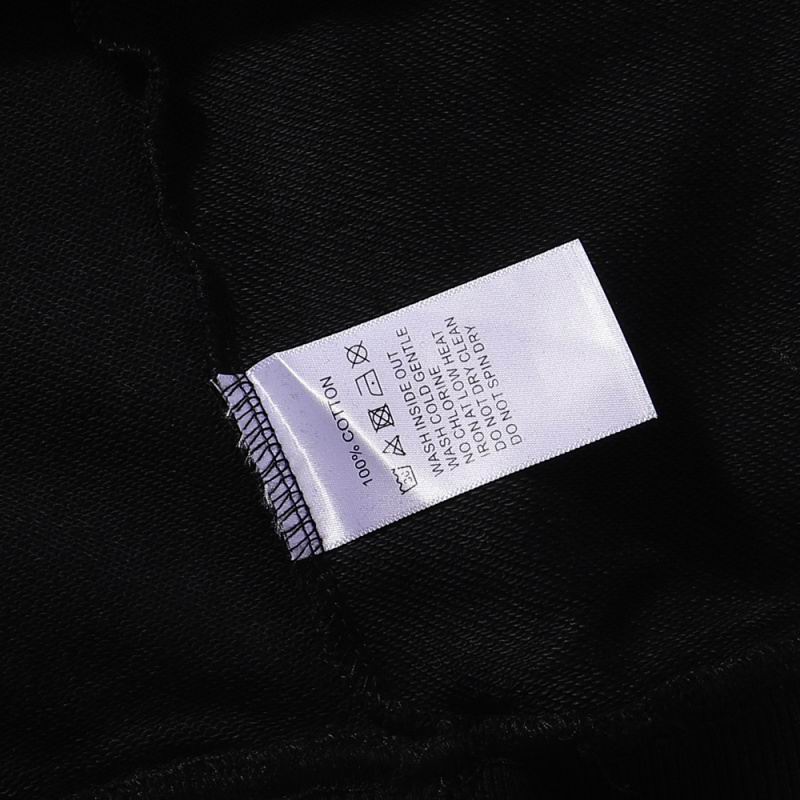 100% COTTON
WASH INSIDE OUT
WASH COLD GENTLE
NO CHLORINE
IRON AT LOW HEAT
DO NOT DRY CLEAN
DO NOT SPIN DRY